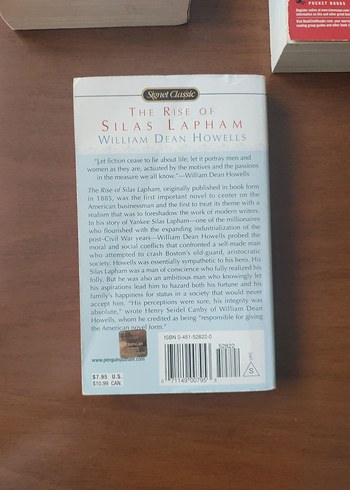 POCKET BOOKS
Signet Classic
THE RISE OF
SILAS LAPHAM
WILLIAM DEAN HOWELLS
"Let fiction cease to lie about life; let it portray men and
women as they are, actuated by the motives and the passions
in the measure we all know."—William Dean Howells
The Rise of Silas Lapham, originally published in book form
in 1885, was the first important novel to center on the
American businessman and the first to treat its theme with a
realism that was to foreshadow the work of modern writers.
In his story of Yankee Silas Lapham—one of the millionaires
who flourished with the expanding industrialization of the
post–Civil War years—William Dean Howells probed the
moral and social conflicts that confronted a self-made man
who attempted to crash Boston's old-guard, aristocratic
society. Howells was essentially sympathetic to his hero. His
Silas Lapham was a man of conscience who fully realized his
folly. But he was also an ambitious man who knowingly let
his aspirations lead him to hazard both his fortune and his
family's happiness for status in a society that would never
accept him. "His perceptions were sure, his integrity was
absolute," wrote Henry Seidel Canby of William Dean
Howells, whom he credited as being "responsible for giving
the American novel form."
ISBN 0-451-52822-0
52822
$7.95 U.S.
$10.99 CAN.
S